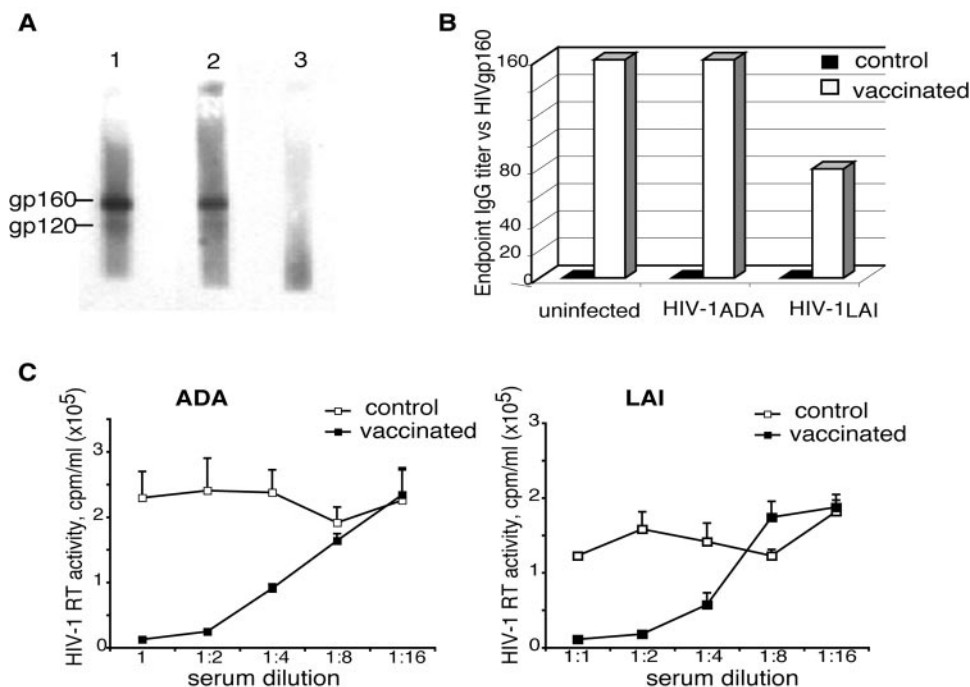 A
1 2 3
gp160
gp120
B
control
vaccinated
Endpoint IgG titer vs HIVgp160
160
80
60
20
0
uninfected HIV-1ADA HIV-1LAI
C
ADA
control
vaccinated
HIV-1 RT activity, cpm/ml (x10⁵)
3
2
1
0
1 1:2 1:4 1:8 1:16
serum dilution
LAI
control
vaccinated
HIV-1 RT activity, cpm/ml (x10⁵)
3
2
1
0
1:1 1:2 1:4 1:8 1:16
serum dilution